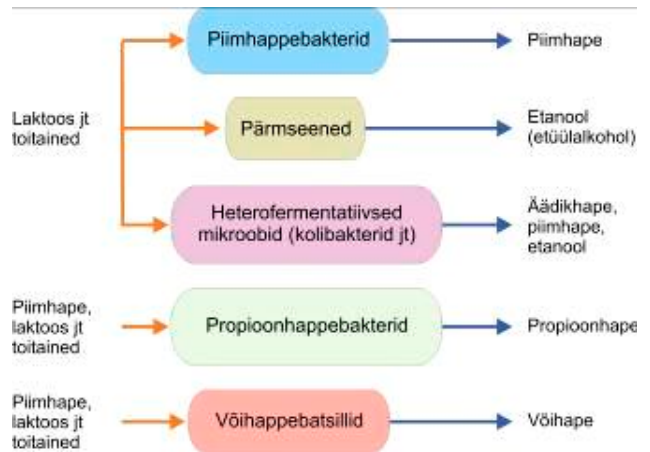 Piimhappebakterid
Piimhape
Laktoos jt
toitained
Pärmseened
Etanool
(etüülalkohol)
Heterofermentatiivsed
mikroobid (kolibakterid jt)
Äädikhape,
piimhape,
etanool
Piimhape,
laktoos jt
toitained
Propioonhappebakterid
Propioonhape
Piimhape,
laktoos jt
toitained
Võihappebatsillid
Võihape